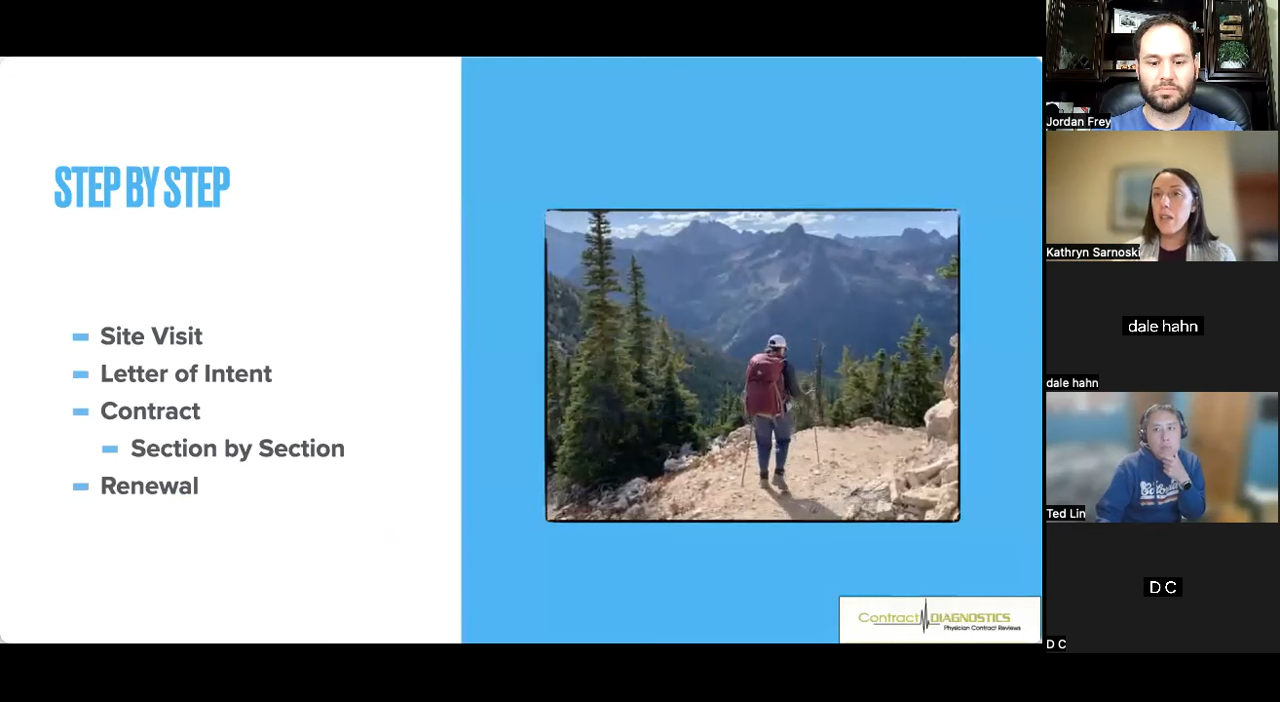 STEP BY STEP
Site Visit
Letter of Intent
Contract
Section by Section
Renewal
Contract DIAGNOSTICS
Physician Contract Reviews
Jordan Frey
Kathryn Sarnoski
dale hahn
dale hahn
Ted Lin
D C
D C